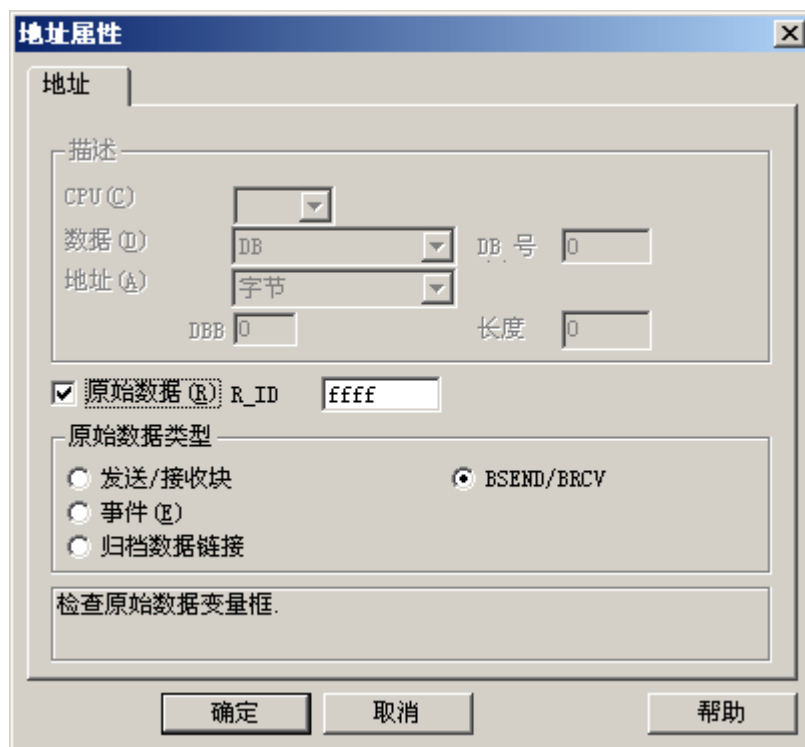 地址属性
地址
描述
CPU(C)
数据(D) DB DB 号 0
地址(A) 字节
DBB 0 长度 0
原始数据(R) R_ID ffff
原始数据类型
发送/接收块 BSEND/BRCV
事件(E)
归档数据链接
检查原始数据变量框.
确定 取消 帮助